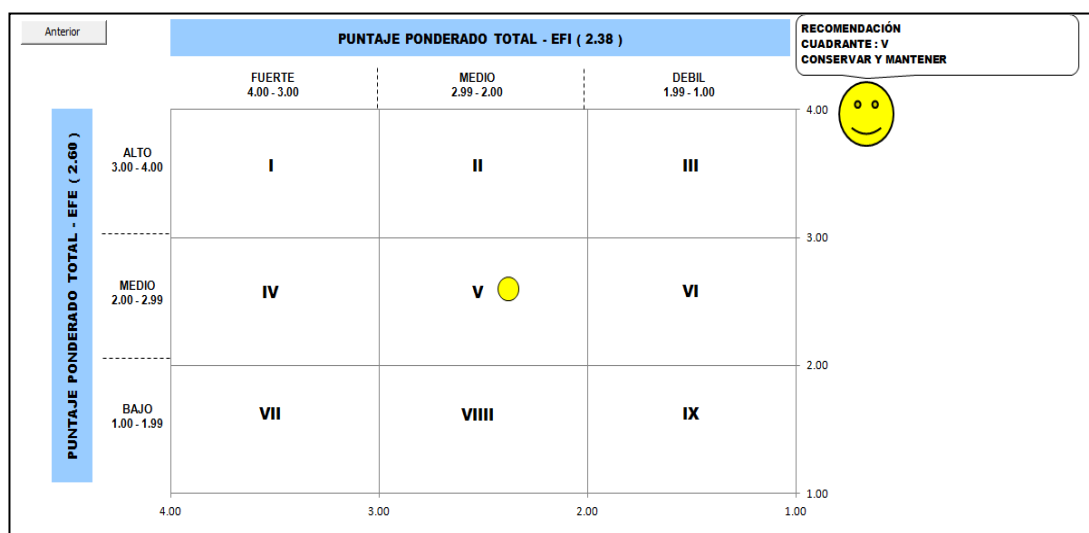 Anterior
PUNTAJE PONDERADO TOTAL - EFI ( 2.38 )
RECOMENDACIÓN
CUADRANTE : V
CONSERVAR Y MANTENER
FUERTE
4.00 - 3.00
MEDIO
2.99 - 2.00
DEBIL
1.99 - 1.00
PUNTAJE PONDERADO TOTAL - EFE ( 2.60 )
ALTO
3.00 - 4.00
I
II
III
4.00
3.00
MEDIO
2.00 - 2.99
IV
V
VI
2.00
BAJO
1.00 - 1.99
VII
VIIII
IX
1.00
4.00
3.00
2.00
1.00